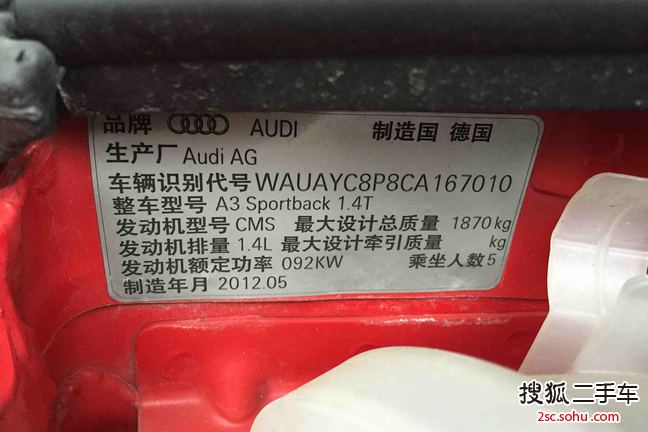 品牌 AUDI 制造国 德国
生产厂 Audi AG
车辆识别代号 WAUAYC8P8CA167010
整车型号 A3 Sportback 1.4T
发动机型号 CMS 最大设计总质量 1870kg
发动机排量 1.4L 最大设计牵引质量 kg
发动机额定功率 092KW 乘坐人数 5
制造年月 2012.05
搜狐二手车
2sc.sohu.com